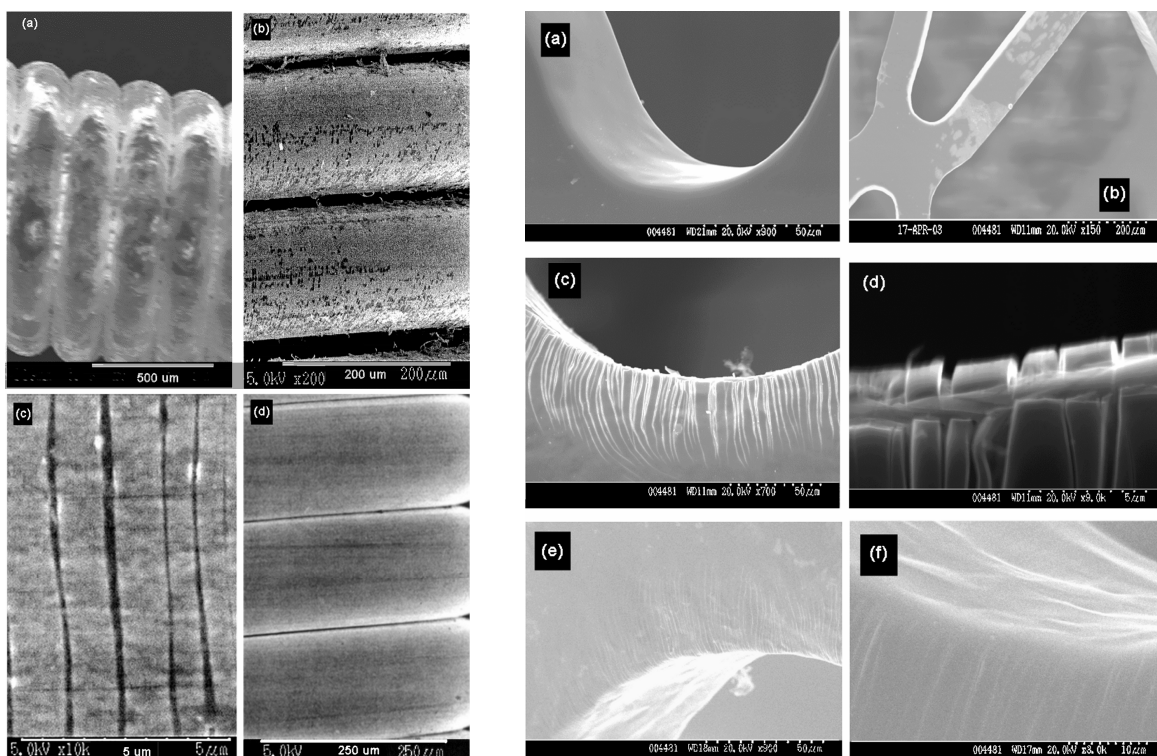 (a)
500 um
(b)
5.0kV X200 200 um 200μm
(c)
5.0kV X10k 5 um 5μm
(d)
5.0kV 250 um 250μm
(a)
004481 WD21mm 20.0kV x900 50μm
(b)
17-APR-03 004481 WD11mm 20.0kV x150 200μm
(c)
004481 WD11mm 20.0kV x700 50μm
(d)
004481 WD11mm 20.0kV x9.0k 5μm
(e)
004481 WD18mm 20.0kV x900 50μm
(f)
004481 WD17mm 20.0kV x3.0k 10μm